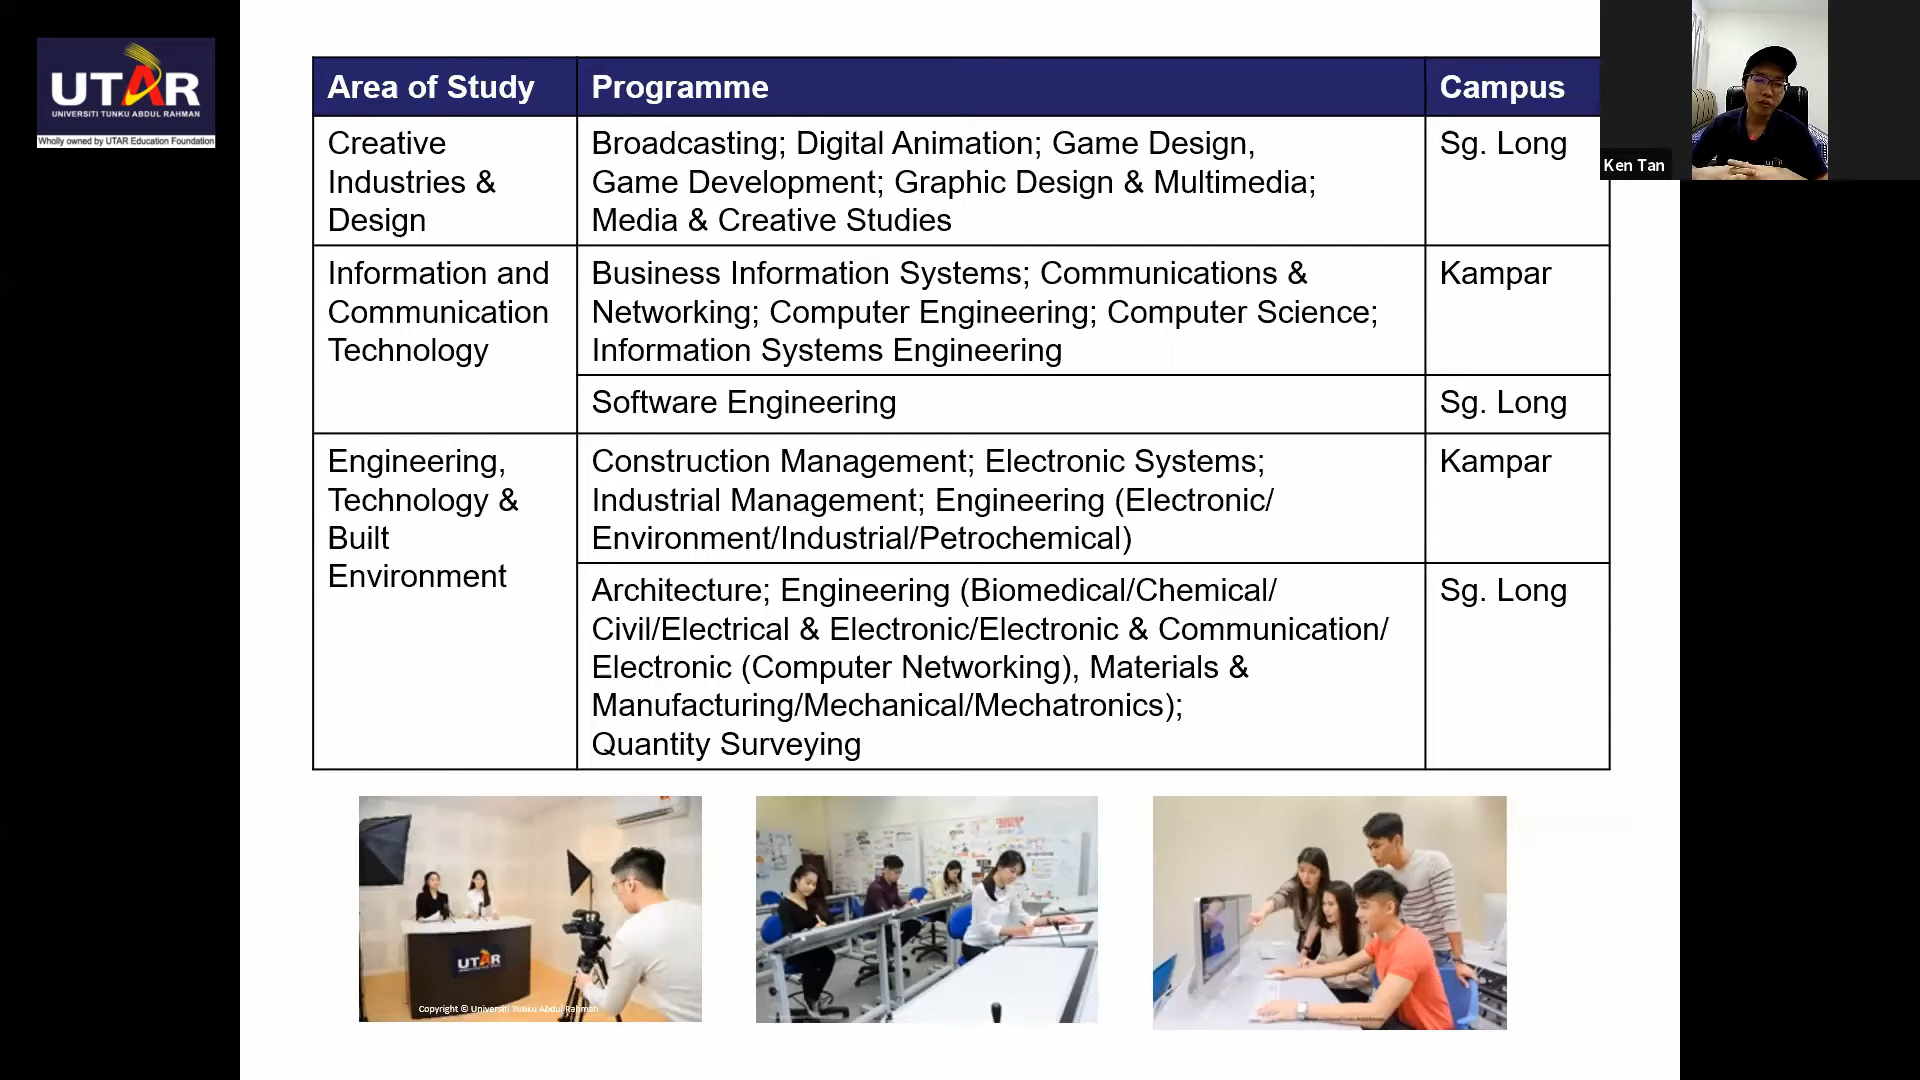 UTAR
UNIVERSITI TUNKU ABDUL RAHMAN
Wholly owned by UTAR Education Foundation
Area of Study
Programme
Campus
Creative
Industries &
Design
Broadcasting; Digital Animation; Game Design,
Game Development; Graphic Design & Multimedia;
Media & Creative Studies
Sg. Long
Information and
Communication
Technology
Business Information Systems; Communications &
Networking; Computer Engineering; Computer Science;
Information Systems Engineering
Kampar
Software Engineering
Sg. Long
Engineering,
Technology &
Built
Environment
Construction Management; Electronic Systems;
Industrial Management; Engineering (Electronic/
Environment/Industrial/Petrochemical)
Kampar
Architecture; Engineering (Biomedical/Chemical/
Civil/Electrical & Electronic/Electronic & Communication/
Electronic (Computer Networking), Materials &
Manufacturing/Mechanical/Mechatronics);
Quantity Surveying
Sg. Long
Ken Tan
UTAR
Copyright © Universiti Tunku Abdul Rahman